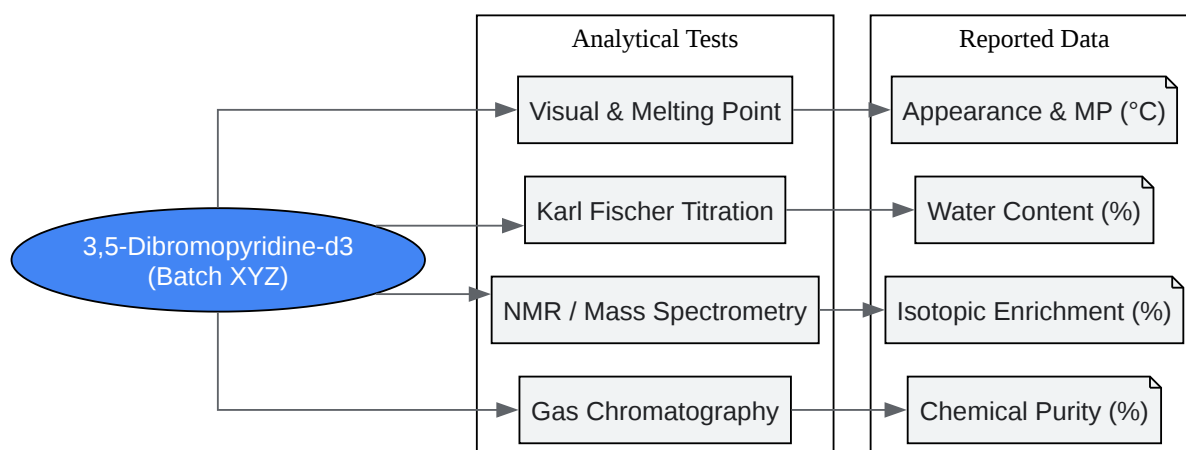 Analytical Tests
Reported Data
Visual & Melting Point
Appearance & MP (°C)
Karl Fischer Titration
Water Content (%)
3,5-Dibromopyridine-d3
(Batch XYZ)
NMR / Mass Spectrometry
Isotopic Enrichment (%)
Gas Chromatography
Chemical Purity (%)